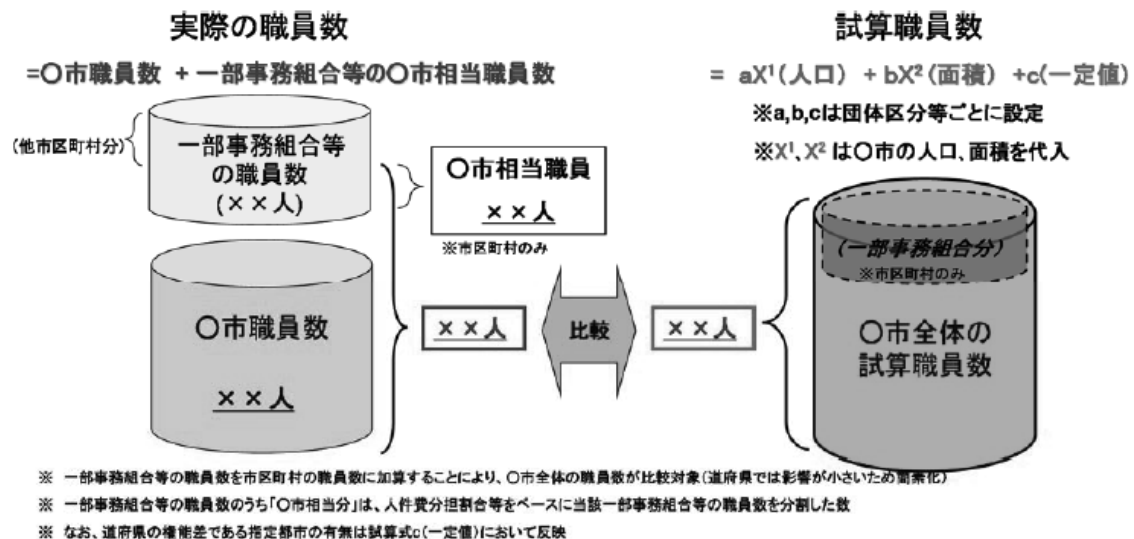 実際の職員数
=〇市職員数 + 一部事務組合等の〇市相当職員数
(他市区町村分)
一部事務組合等
の職員数
(××人)
〇市相当職員
××人
※市区町村のみ
〇市職員数
××人
××人
比較
××人
試算職員数
= aX¹(人口) + bX²(面積) +c(一定値)
※a,b,cは団体区分等ごとに設定
※X¹、X² は〇市の人口、面積を代入
(一部事務組合分)
※市区町村のみ
〇市全体の
試算職員数
※ 一部事務組合等の職員数を市区町村の職員数に加算することにより、〇市全体の職員数が比較対象(道府県では影響が小さいため簡素化)
※ 一部事務組合等の職員数のうち「〇市相当分」は、人件費分担割合等をベースに当該一部事務組合等の職員数を分割した数
※ なお、道府県の権能差である指定都市の有無は試算式c(一定値)において反映